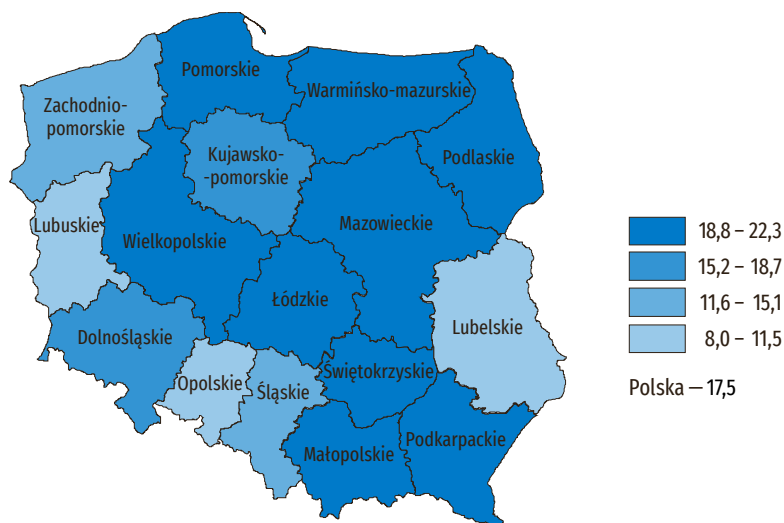 Pomorskie
Warmińsko-mazurskie
Zachodnio-
pomorskie
Kujawsko-
-pomorskie
Podlaskie
Lubuskie
Wielkopolskie
Mazowieckie
Łódzkie
Dolnośląskie
Lubelskie
Opolskie
Śląskie
Świętokrzyskie
Małopolskie
Podkarpackie
18,8 – 22,3
15,2 – 18,7
11,6 – 15,1
8,0 – 11,5
Polska – 17,5